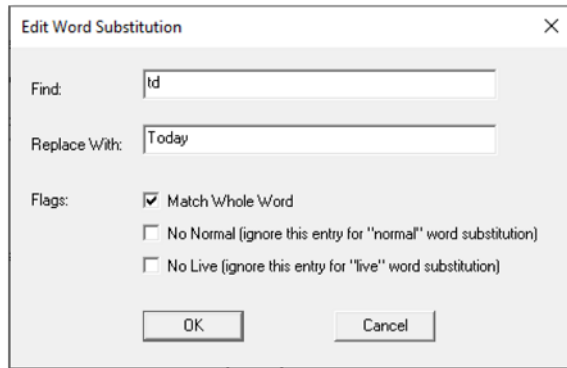 Edit Word Substitution
Find: td
Replace With: Today
Flags: Match Whole Word
No Normal (ignore this entry for "normal" word substitution)
No Live (ignore this entry for "live" word substitution)
OK Cancel